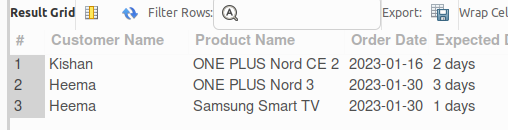 Result Grid Filter Rows: Export: Wrap Cel
# Customer Name Product Name Order Date Expected D
1 Kishan ONE PLUS Nord CE 2 2023-01-16 2 days
2 Heema ONE PLUS Nord 3 2023-01-30 3 days
3 Heema Samsung Smart TV 2023-01-30 1 days